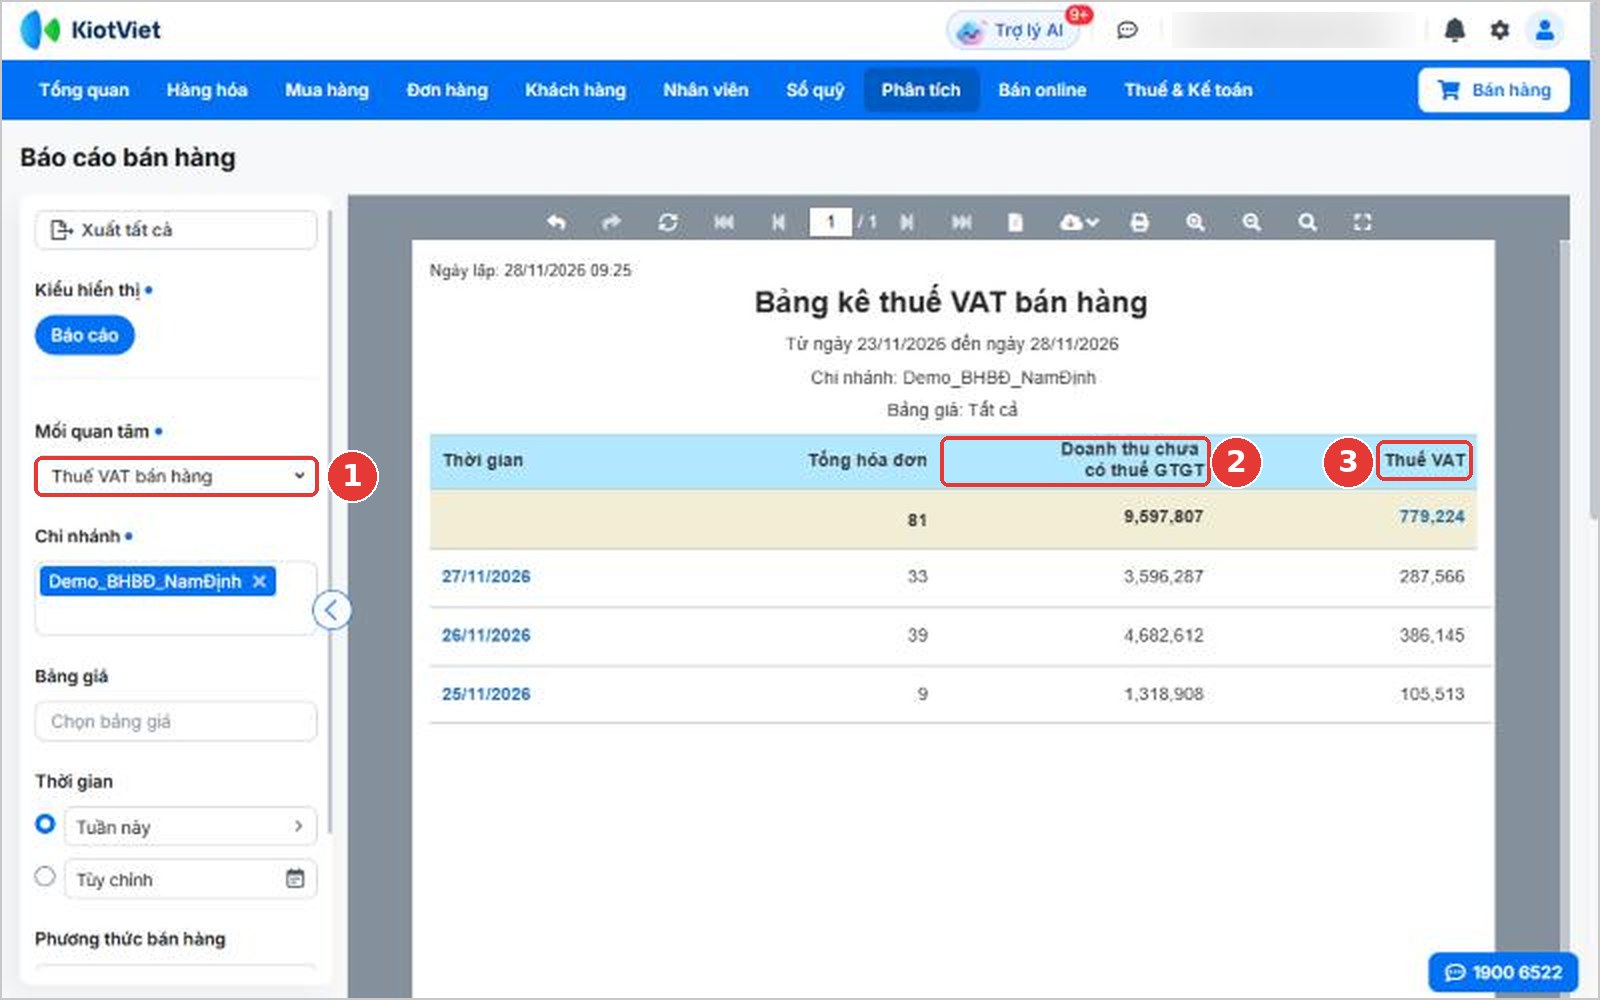 KiotViet
Trợ lý AI
9+
Tổng quan Hàng hóa Mua hàng Đơn hàng Khách hàng Nhân viên Sổ quỹ Phân tích Bán online Thuế & Kế toán Bán hàng
Báo cáo bán hàng
Xuất tất cả
Kiểu hiển thị
Báo cáo
Mối quan tâm
Thuế VAT bán hàng
1
Chi nhánh
Demo_BHBĐ_NamĐịnh
Bảng giá
Chọn bảng giá
Thời gian
Tuần này
Tùy chỉnh
Phương thức bán hàng
1 / 1
Ngày lập: 28/11/2026 09:25
Bảng kê thuế VAT bán hàng
Từ ngày 23/11/2026 đến ngày 28/11/2026
Chi nhánh: Demo_BHBĐ_NamĐịnh
Bảng giá: Tất cả
Thời gian Tổng hóa đơn Doanh thu chưa có thuế GTGT 2 3 Thuế VAT
81 9,597,807 779,224
27/11/2026 33 3,596,287 287,566
26/11/2026 39 4,682,612 386,145
25/11/2026 9 1,318,908 105,513
1900 6522